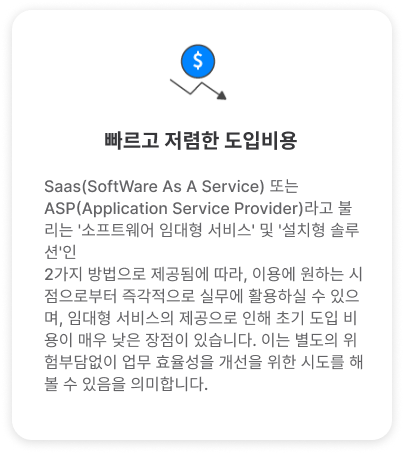 $
빠르고 저렴한 도입비용
Saas(SoftWare As A Service) 또는
ASP(Application Service Provider)라고 불
리는 '소프트웨어 임대형 서비스' 및 '설치형 솔루
션'인
2가지 방법으로 제공됨에 따라, 이용에 원하는 시
점으로부터 즉각적으로 실무에 활용하실 수 있으
며, 임대형 서비스의 제공으로 인해 초기 도입 비
용이 매우 낮은 장점이 있습니다. 이는 별도의 위
험부담없이 업무 효율성을 개선을 위한 시도를 해
볼 수 있음을 의미합니다.